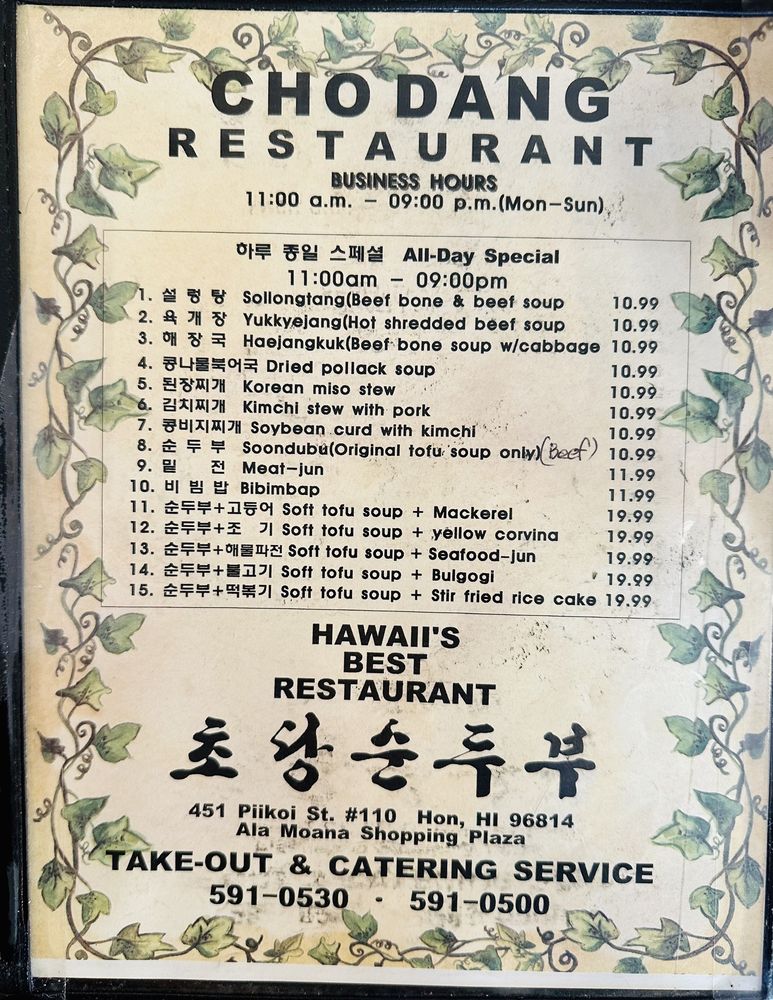 CHO DANG
RESTAURANT
BUSINESS HOURS
11:00 a.m. - 09:00 p.m.(Mon-Sun)
하루 종일 스페셜 All-Day Special
11:00am - 09:00pm
1. 설 렁 탕 Sollongtang(Beef bone & beef soup 10.99
2. 육 개 장 Yukkyejang(Hot shredded beef soup 10.99
3. 해 장 국 Haejangkuk(Beef bone soup w/cabbage 10.99
4. 콩나물북어국 Dried pollack soup 10.99
5. 된장찌개 Korean miso stew 10.99
6. 김치찌개 Kimchi stew with pork 10.99
7. 콩비지찌개 Soybean curd with kimchi 10.99
8. 순 두 부 Soondubu(Original tofu soup only)(Beef) 10.99
9. 밀 전 Meat-jun 11.99
10. 비 빔 밥 Bibimbap 11.99
11. 순두부+고등어 Soft tofu soup + Mackerel 19.99
12. 순두부+조 기 Soft tofu soup + yellow corvina 19.99
13. 순두부+해물파전 Soft tofu soup + Seafood-jun 19.99
14. 순두부+불고기 Soft tofu soup + Bulgogi 19.99
15. 순두부+떡볶기 Soft tofu soup + Stir fried rice cake 19.99
HAWAII'S
BEST
RESTAURANT
초당순두부
451 Piikoi St. #110 Hon, HI 96814
Ala Moana Shopping Plaza
TAKE-OUT & CATERING SERVICE
591-0530 · 591-0500